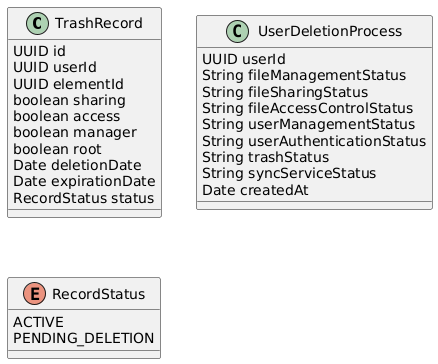 C TrashRecord
UUID id
UUID userId
UUID elementId
boolean sharing
boolean access
boolean manager
boolean root
Date deletionDate
Date expirationDate
RecordStatus status
C UserDeletionProcess
UUID userId
String fileManagementStatus
String fileSharingStatus
String fileAccessControlStatus
String userManagementStatus
String userAuthenticationStatus
String trashStatus
String syncServiceStatus
Date createdAt
E RecordStatus
ACTIVE
PENDING_DELETION